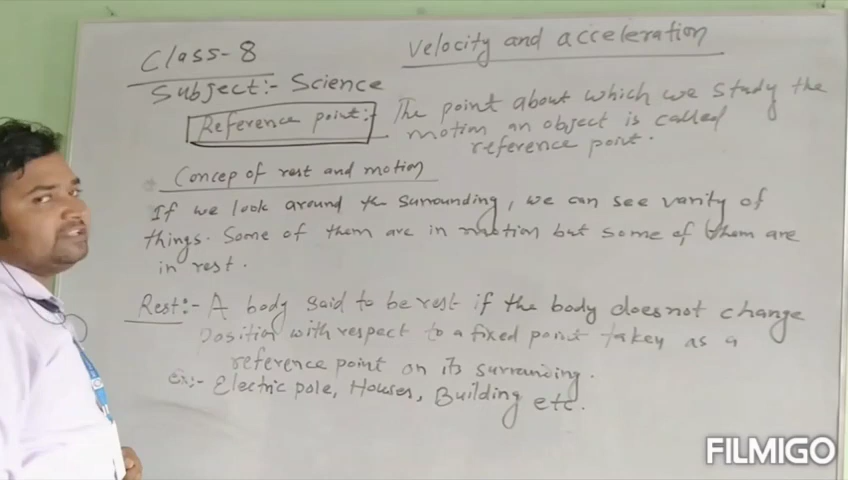 Class-8
velocity and acceleration
Subject:- Science
Reference point:- The point about which we study the
motion an object is called
reference point.
Concep of rest and motion
If we look around the surrounding, we can see varity of
things. Some of them are in motion but some of them are
in rest.
Rest:- A body said to be rest if the body does not change
position with respect to a fixed point takey as a
reference point on its surranding.
ex:- Electric pole, Houses, Building etc.
FILMIGO